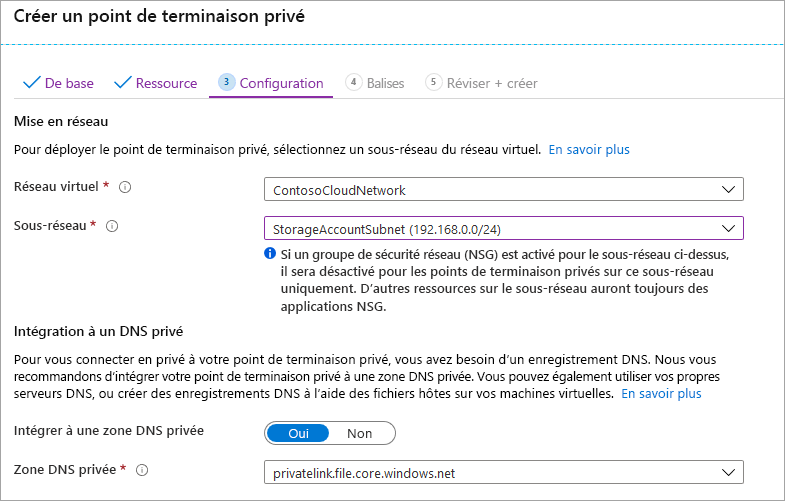 Créer un point de terminaison privé
De base Ressource 3 Configuration 4 Balises 5 Réviser + créer
Mise en réseau
Pour déployer le point de terminaison privé, sélectionnez un sous-réseau du réseau virtuel. En savoir plus
Réseau virtuel * ContosoCloudNetwork
Sous-réseau * StorageAccountSubnet (192.168.0.0/24)
Si un groupe de sécurité réseau (NSG) est activé pour le sous-réseau ci-dessus,
il sera désactivé pour les points de terminaison privés sur ce sous-réseau
uniquement. D'autres ressources sur le sous-réseau auront toujours des
applications NSG.
Intégration à un DNS privé
Pour vous connecter en privé à votre point de terminaison privé, vous avez besoin d'un enregistrement DNS. Nous vous
recommandons d'intégrer votre point de terminaison privé à une zone DNS privée. Vous pouvez également utiliser vos propres
serveurs DNS, ou créer des enregistrements DNS à l'aide des fichiers hôtes sur vos machines virtuelles. En savoir plus
Intégrer à une zone DNS privée Oui Non
Zone DNS privée * privatelink.file.core.windows.net